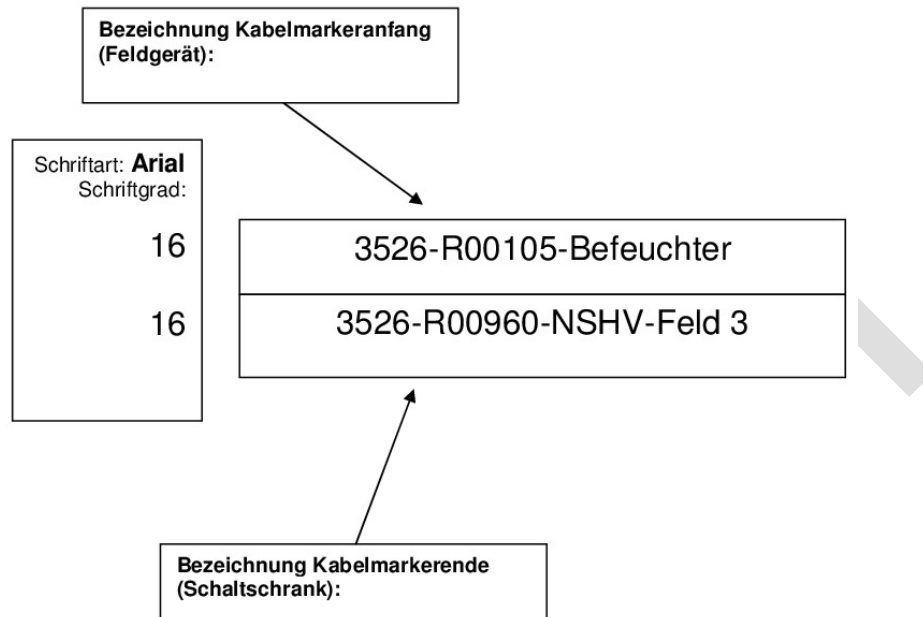 Bezeichnung Kabelmarkeranfang
(Feldgerät):
Schriftart: Arial
Schriftgrad:
16
3526-R00105-Befeuchter
16
3526-R00960-NSHV-Feld 3
Bezeichnung Kabelmarkerende
(Schaltschrank):